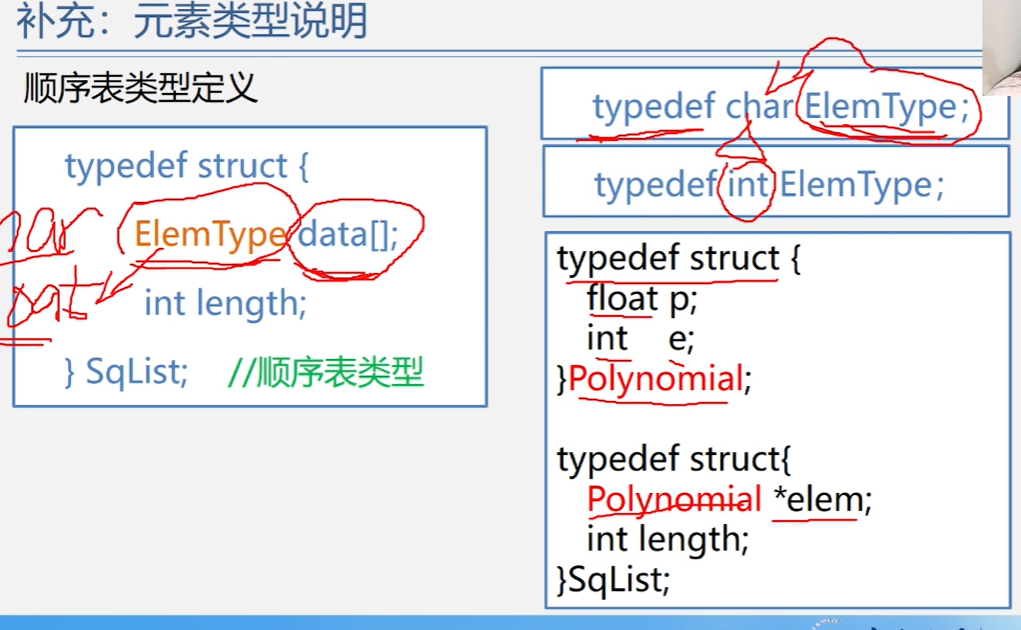 补充：元素类型说明
顺序表类型定义
typedef struct {
ElemType data[];
int length;
} SqList; //顺序表类型
typedef char ElemType;
typedef int ElemType;
typedef struct {
float p;
int e;
}Polynomial;
typedef struct{
Polynomial *elem;
int length;
}SqList;